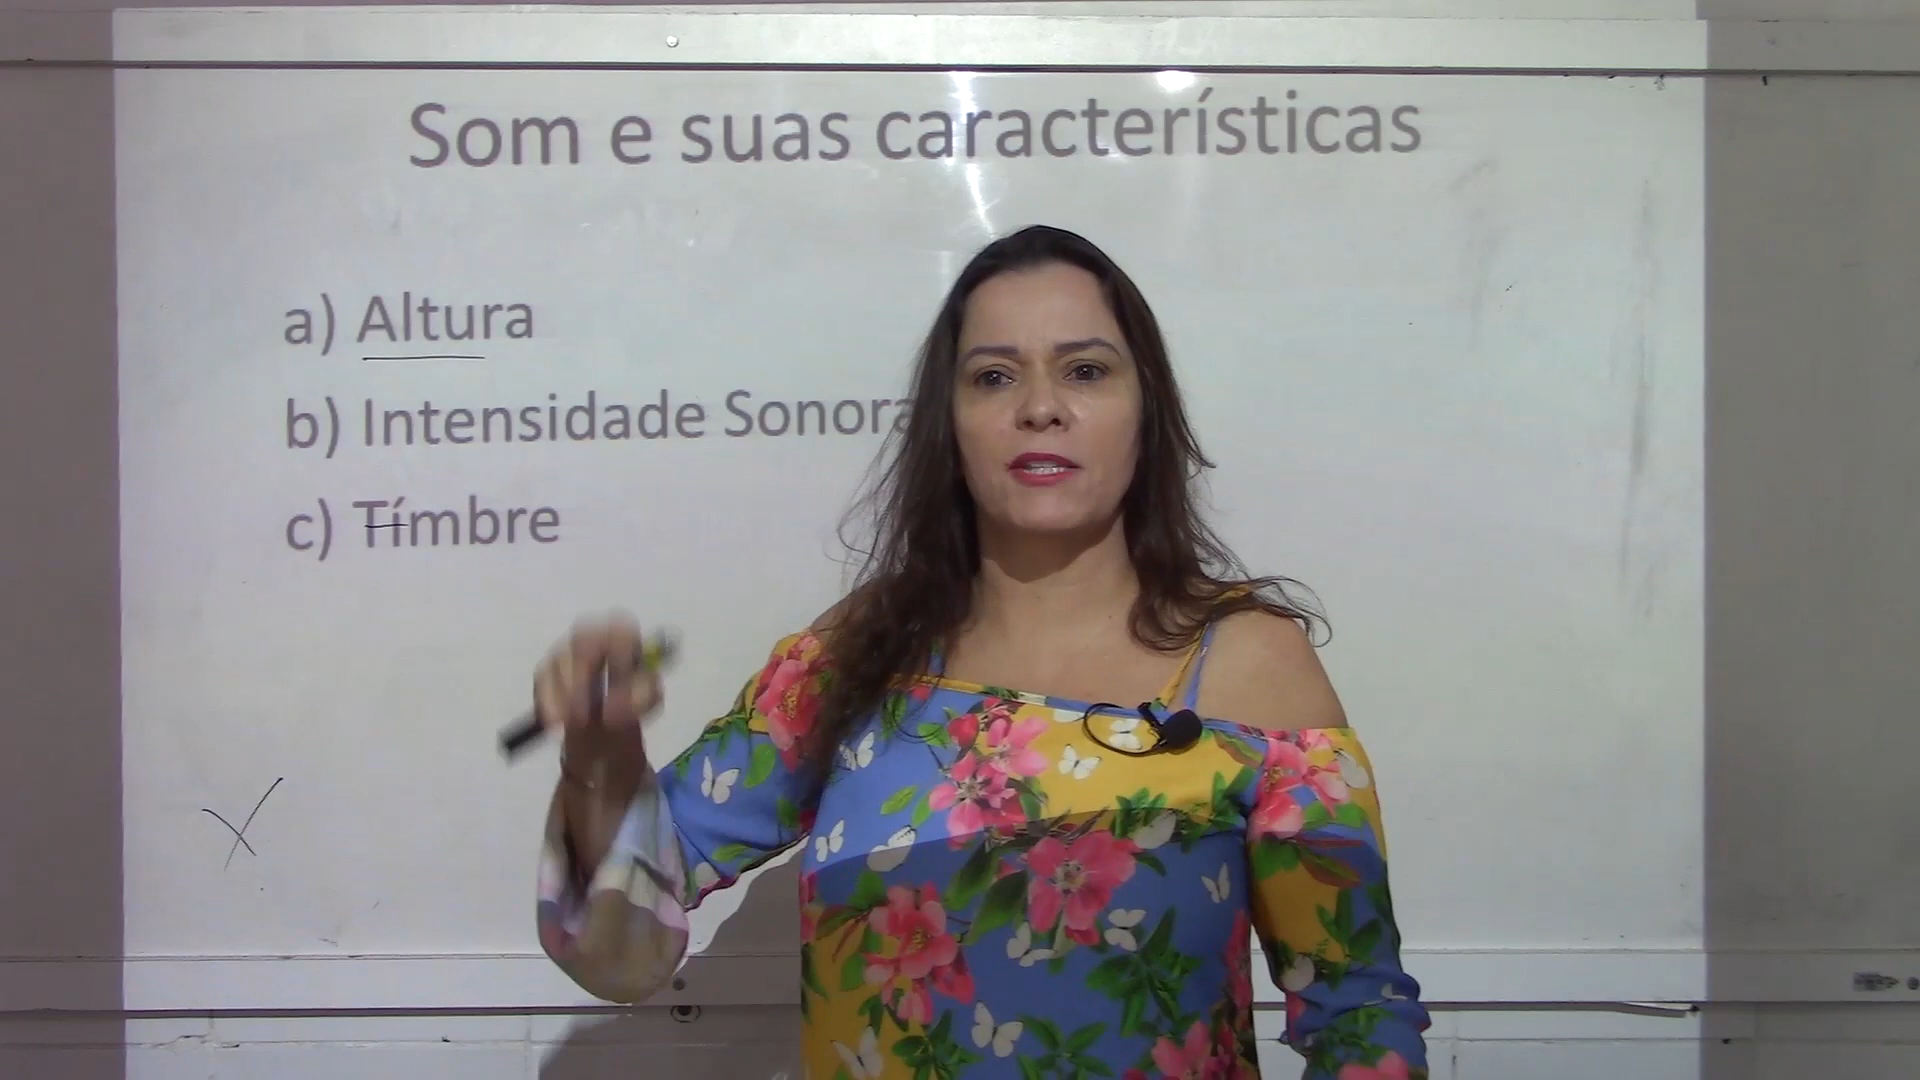 Som e suas características
a) Altura
b) Intensidade Sonora
c) Tímbre
X